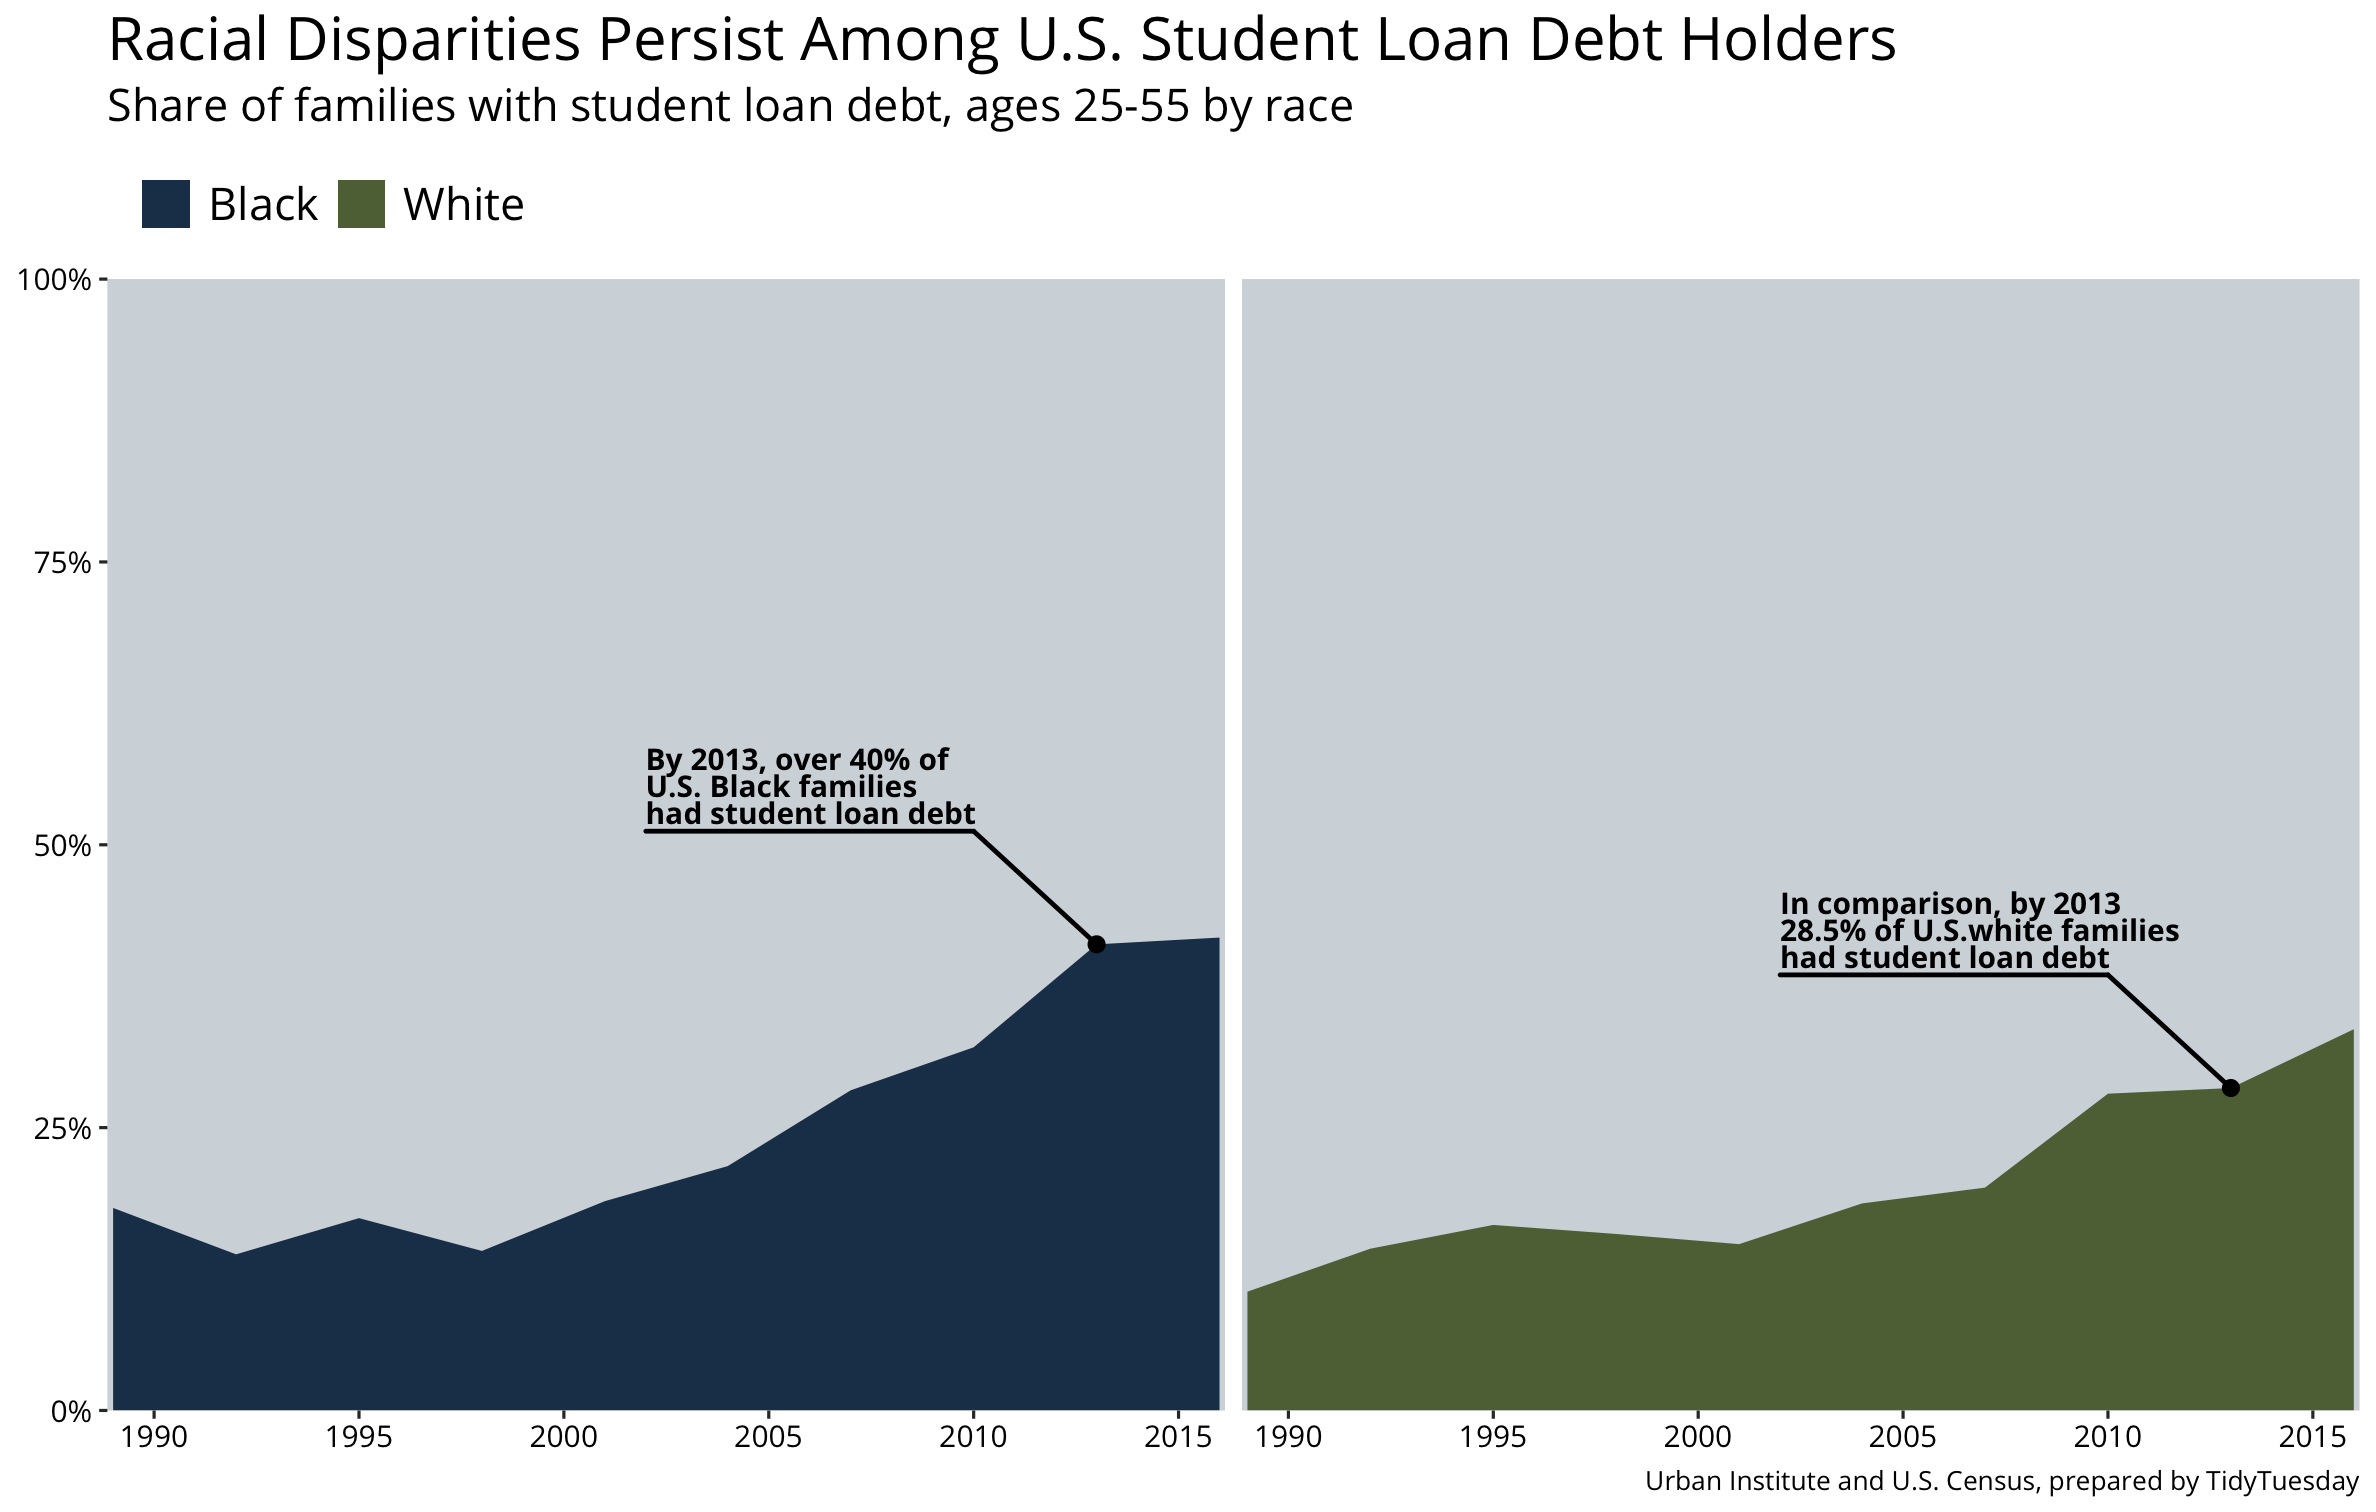 Racial Disparities Persist Among U.S. Student Loan Debt Holders
Share of families with student loan debt, ages 25-55 by race
Black White
100%
75%
50%
25%
0%
By 2013, over 40% of
U.S. Black families
had student loan debt
In comparison, by 2013
28.5% of U.S.white families
had student loan debt
1990 1995 2000 2005 2010 2015 1990 1995 2000 2005 2010 2015
Urban Institute and U.S. Census, prepared by TidyTuesday